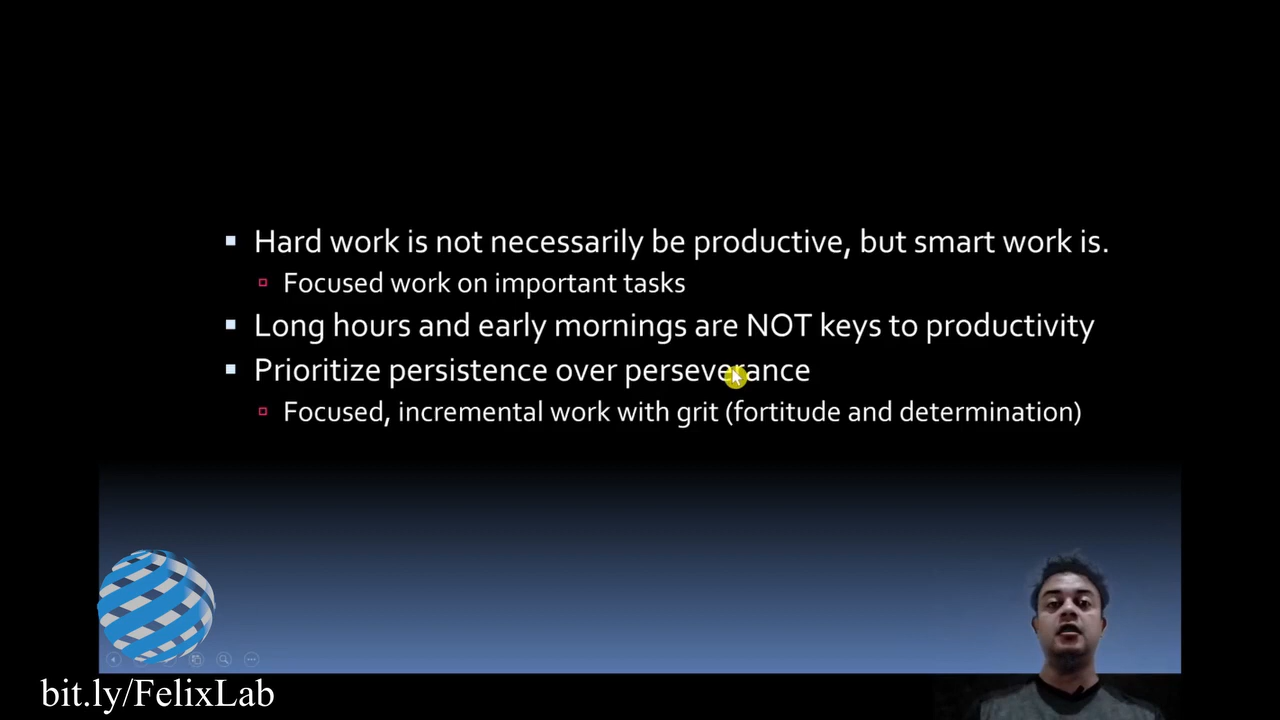 Hard work is not necessarily be productive, but smart work is.
Focused work on important tasks
Long hours and early mornings are NOT keys to productivity
Prioritize persistence over perseverance
Focused, incremental work with grit (fortitude and determination)
bit.ly/FelixLab